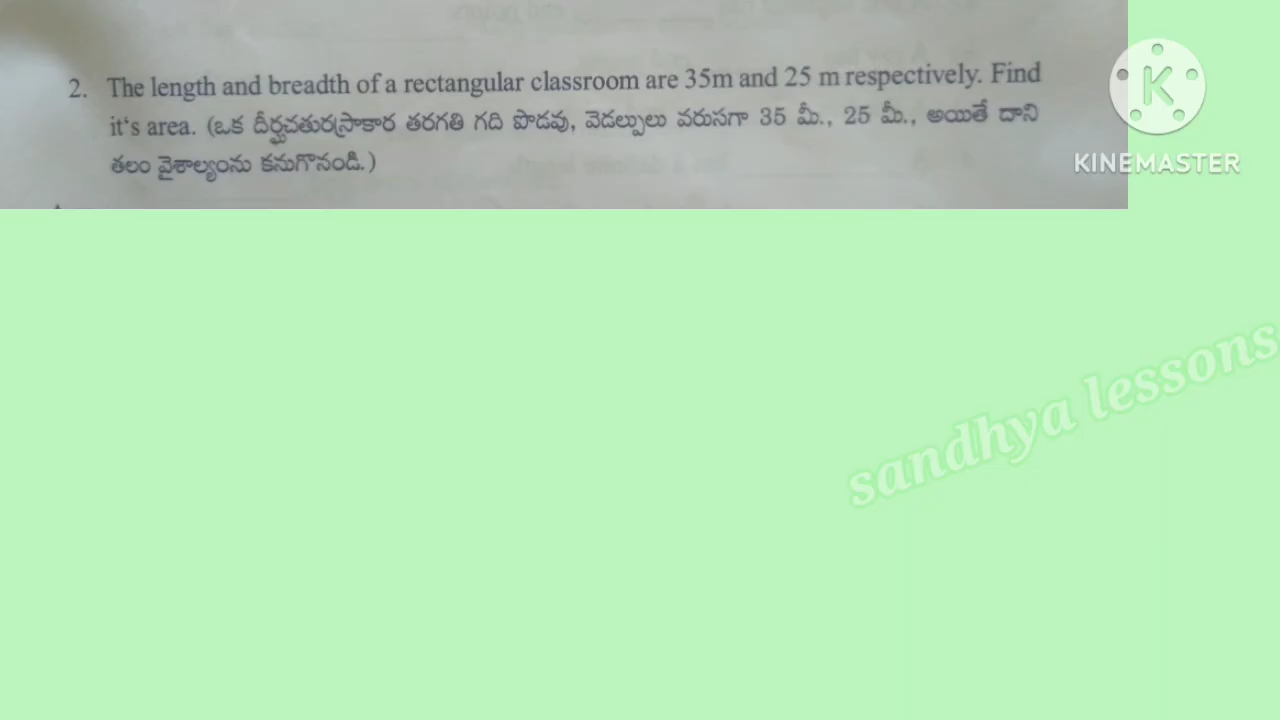 2. The length and breadth of a rectangular classroom are 35m and 25 m respectively. Find
it‘s area. (ఒక దీర్ఘచతురస్రాకార తరగతి గది పొడవు, వెడల్పులు వరుసగా 35 మీ., 25 మీ., అయితే దాని
తలం వైశాల్యంను కనుగొనండి.)
KINEMASTER
sandhya lessons